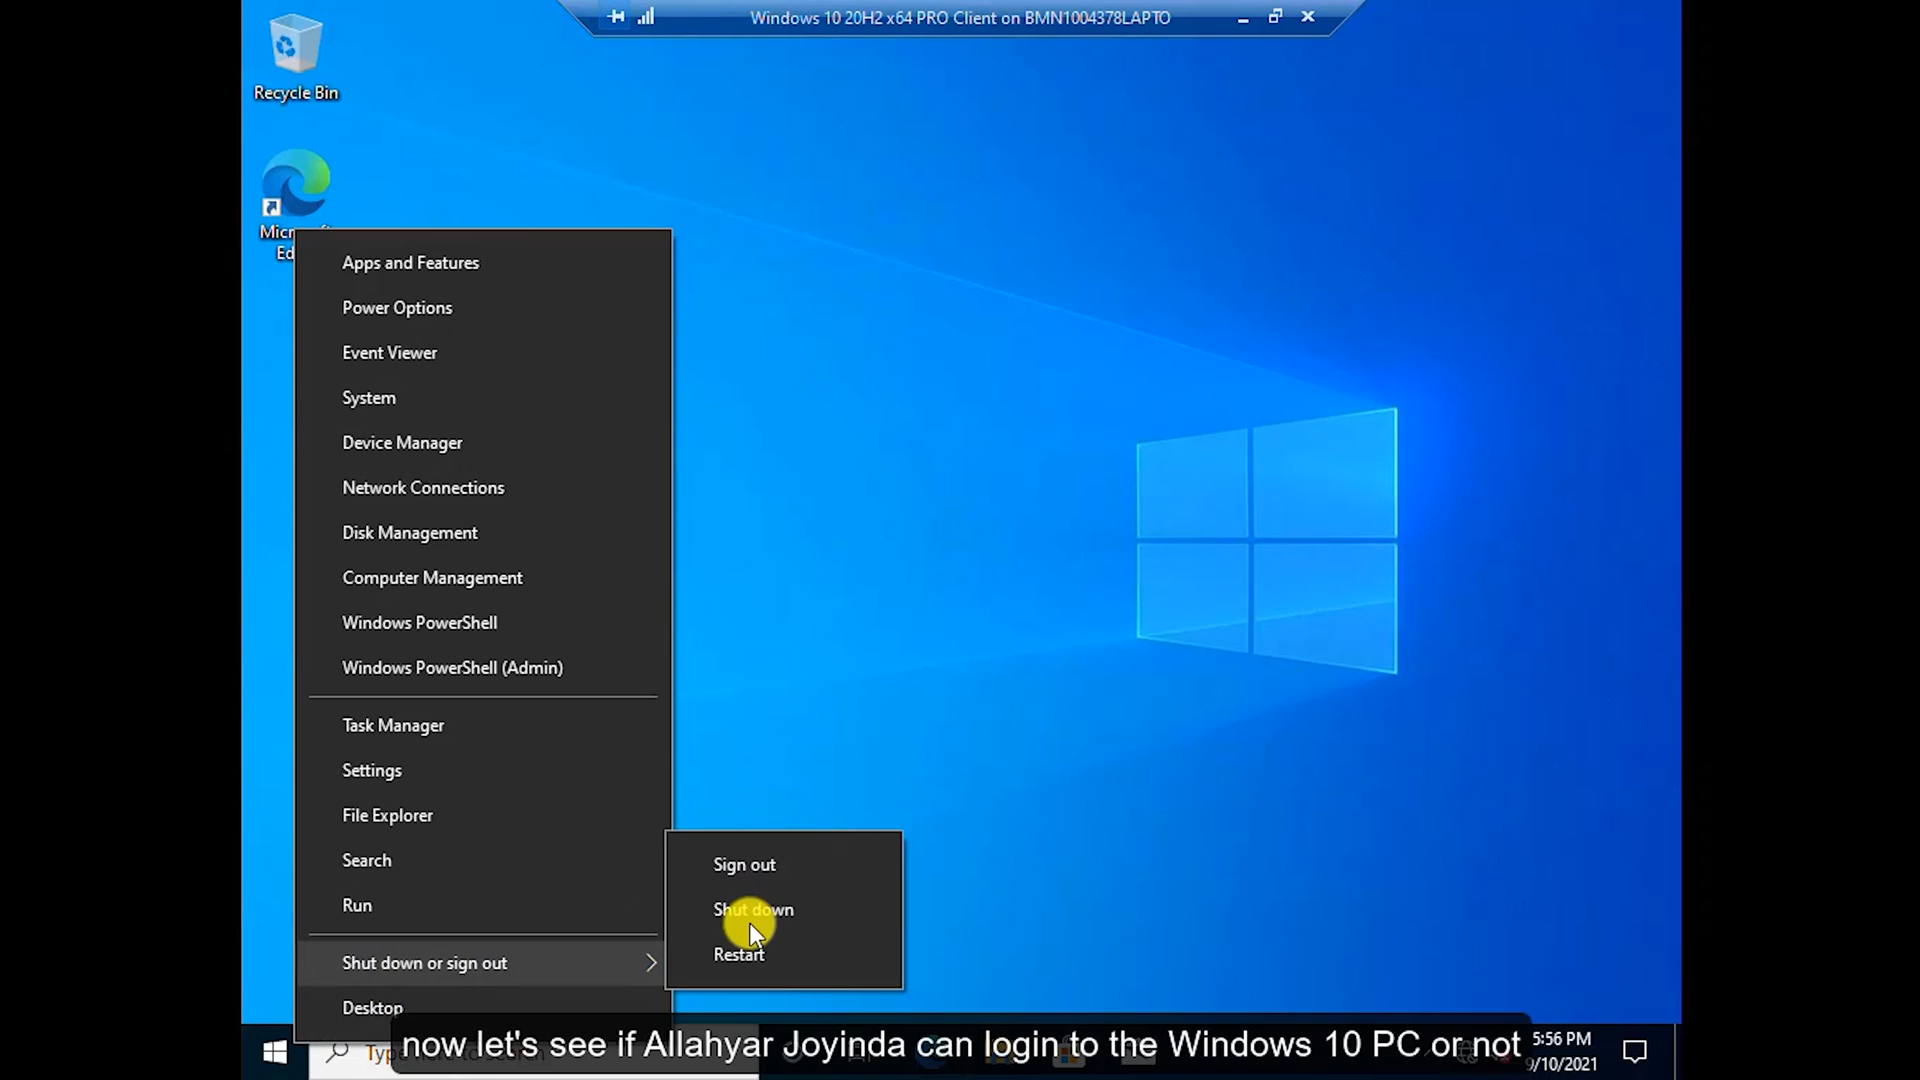 Windows 10 20H2 x64 PRO Client on BMN1004378LAPTO
Recycle Bin
Apps and Features
Power Options
Event Viewer
System
Device Manager
Network Connections
Disk Management
Computer Management
Windows PowerShell
Windows PowerShell (Admin)
Task Manager
Settings
File Explorer
Search
Run
Shut down or sign out
Desktop
Sign out
Shut down
Restart
now let's see if Allahyar Joyinda can login to the Windows 10 PC or not
5:56 PM
9/10/2021